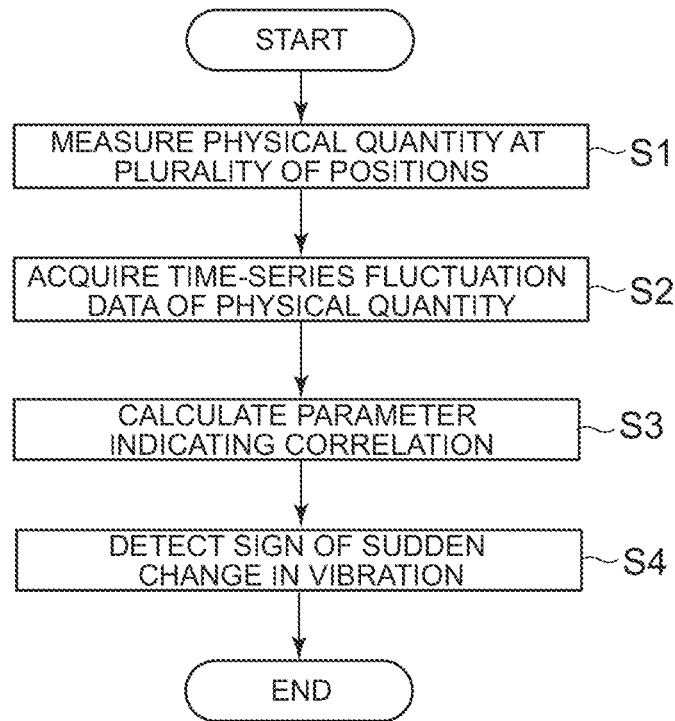 START
MEASURE PHYSICAL QUANTITY AT
PLURALITY OF POSITIONS
S1
ACQUIRE TIME-SERIES FLUCTUATION
DATA OF PHYSICAL QUANTITY
S2
CALCULATE PARAMETER
INDICATING CORRELATION
S3
DETECT SIGN OF SUDDEN
CHANGE IN VIBRATION
S4
END